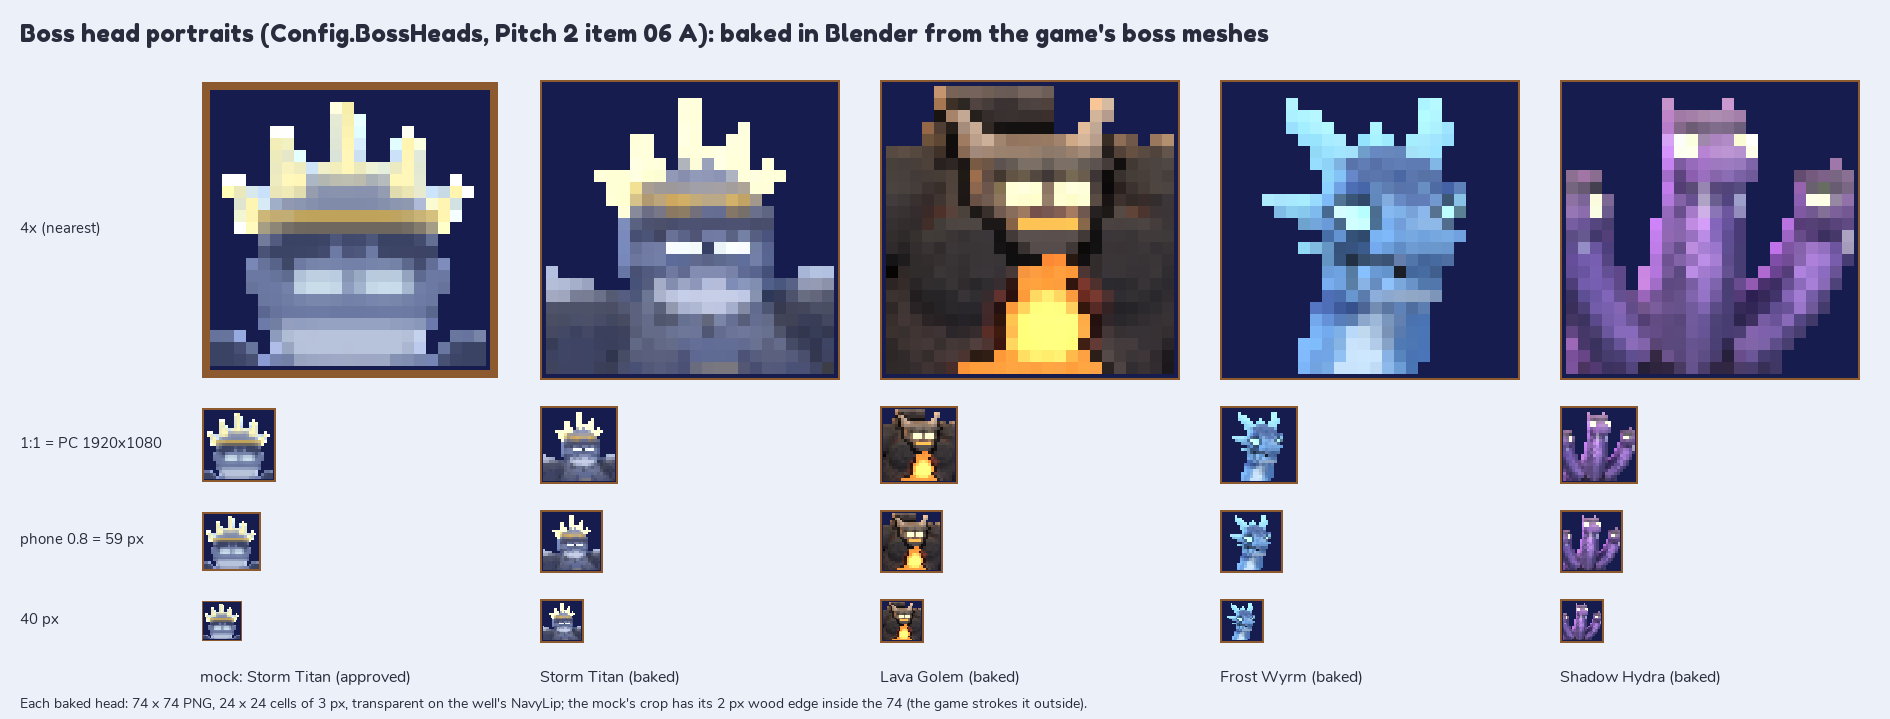 Boss head portraits (Config.BossHeads, Pitch 2 item 06 A): baked in Blender from the game's boss meshes
4x (nearest)
1:1 = PC 1920x1080
phone 0.8 = 59 px
40 px
mock: Storm Titan (approved)
Storm Titan (baked)
Lava Golem (baked)
Frost Wyrm (baked)
Shadow Hydra (baked)
Each baked head: 74 x 74 PNG, 24 x 24 cells of 3 px, transparent on the well's NavyLip; the mock's crop has its 2 px wood edge inside the 74 (the game strokes it outside).